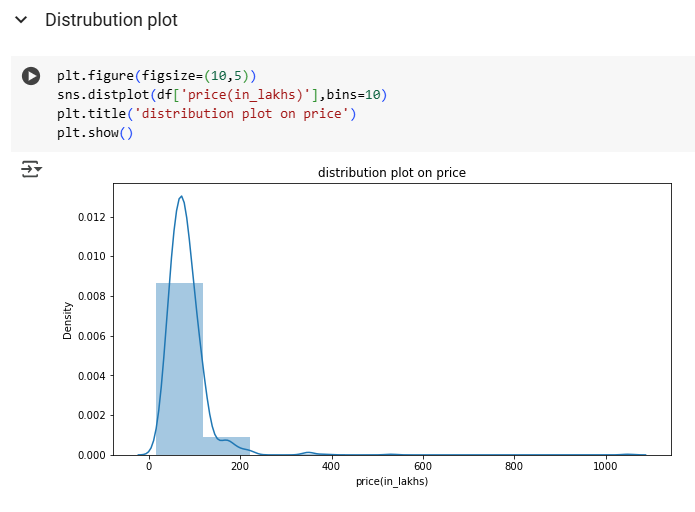 Distrubution plot
plt.figure(figsize=(10,5))
sns.distplot(df['price(in_lakhs)'],bins=10)
plt.title('distribution plot on price')
plt.show()
distribution plot on price
0.012
0.010
0.008
0.006
0.004
0.002
0.000
Density
0 200 400 600 800 1000
price(in_lakhs)